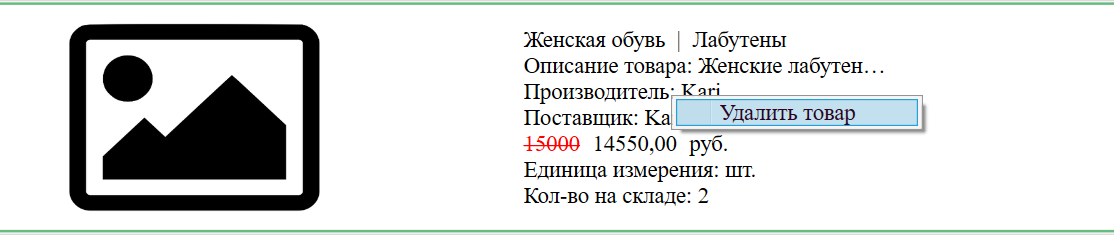 Женская обувь | Лабутены
Описание товара: Женские лабутен…
Производитель: Kari
Поставщик: Ka
Удалить товар
15000 14550,00 руб.
Единица измерения: шт.
Кол-во на складе: 2